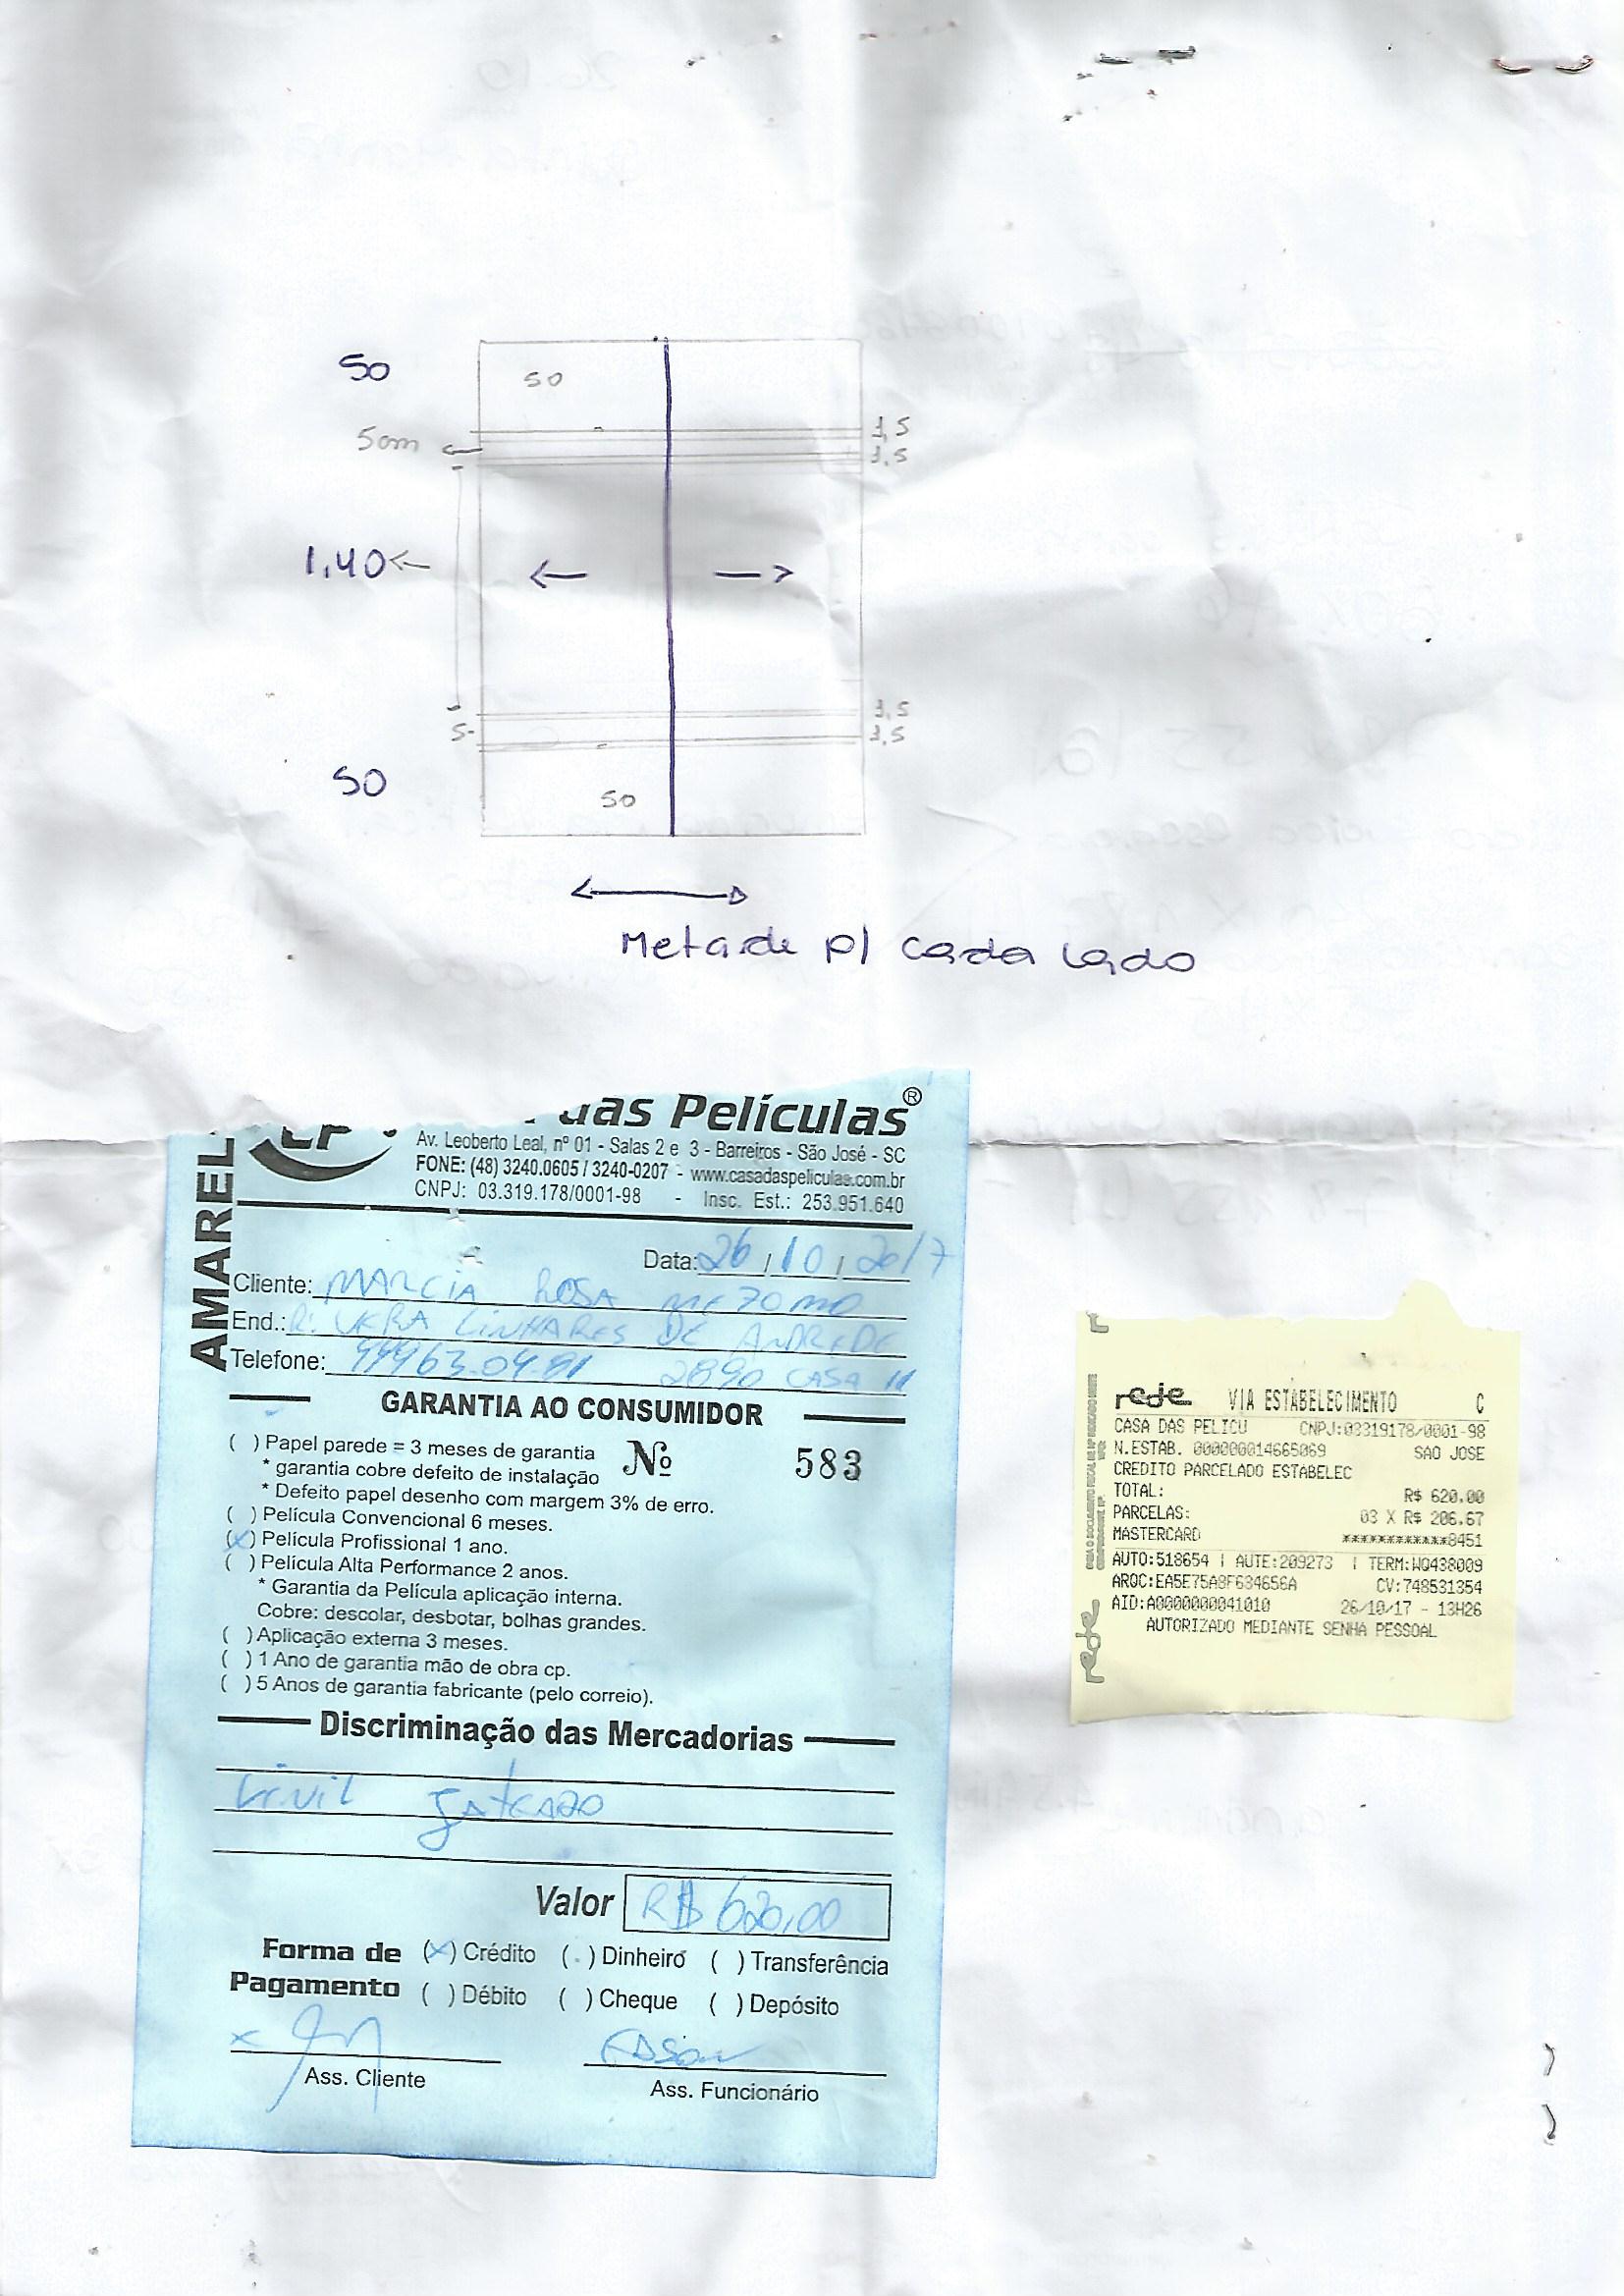 50
50
1,5
5cm
1,5
1,40
1,5
5-
1,5
50
50
Metade p/ cada lado
das Películas®
Av. Leoberto Leal, nº 01 - Salas 2 e 3 - Barreiros - São José - SC
FONE: (48) 3240.0605 / 3240-0207 - www.casadaspeliculas.com.br
CNPJ: 03.319.178/0001-98 - Insc. Est.: 253.951.640
AMAREL
Data: 26 / 10 / 2017
Cliente: MARCIA ROSA
End.: R: VERA LINHARES DE ANDREDE
Telefone: 99963-04-81 2890 CASA 11
GARANTIA AO CONSUMIDOR
( ) Papel parede = 3 meses de garantia
* garantia cobre defeito de instalação
Nº 583
* Defeito papel desenho com margem 3% de erro.
( ) Película Convencional 6 meses.
(x) Película Profissional 1 ano.
( ) Película Alta Performance 2 anos.
* Garantia da Película aplicação interna.
Cobre: descolar, desbotar, bolhas grandes.
( ) Aplicação externa 3 meses.
( ) 1 Ano de garantia mão de obra cp.
( ) 5 Anos de garantia fabricante (pelo correio).
Discriminação das Mercadorias
Vinil Jateado
Valor R$ 620,00
Forma de (x) Crédito ( ) Dinheiro ( ) Transferência
Pagamento ( ) Débito ( ) Cheque ( ) Depósito
x
EDSON
Ass. Cliente
Ass. Funcionário
rede VIA ESTABELECIMENTO C
CASA DAS PELICU CNPJ:03319178/0001-98
N.ESTAB. 000000014665069 SAO JOSE
CREDITO PARCELADO ESTABELEC
TOTAL: R$ 620,00
PARCELAS: 03 X R$ 206,67
MASTERCARD ************8451
AUTO:518654 | AUTE:209273 | TERM:WQ438009
ARQC:EA5E75A8F634656A CV:748531354
AID:A0000000041010 26/10/17 - 13H26
AUTORIZADO MEDIANTE SENHA PESSOAL
rede